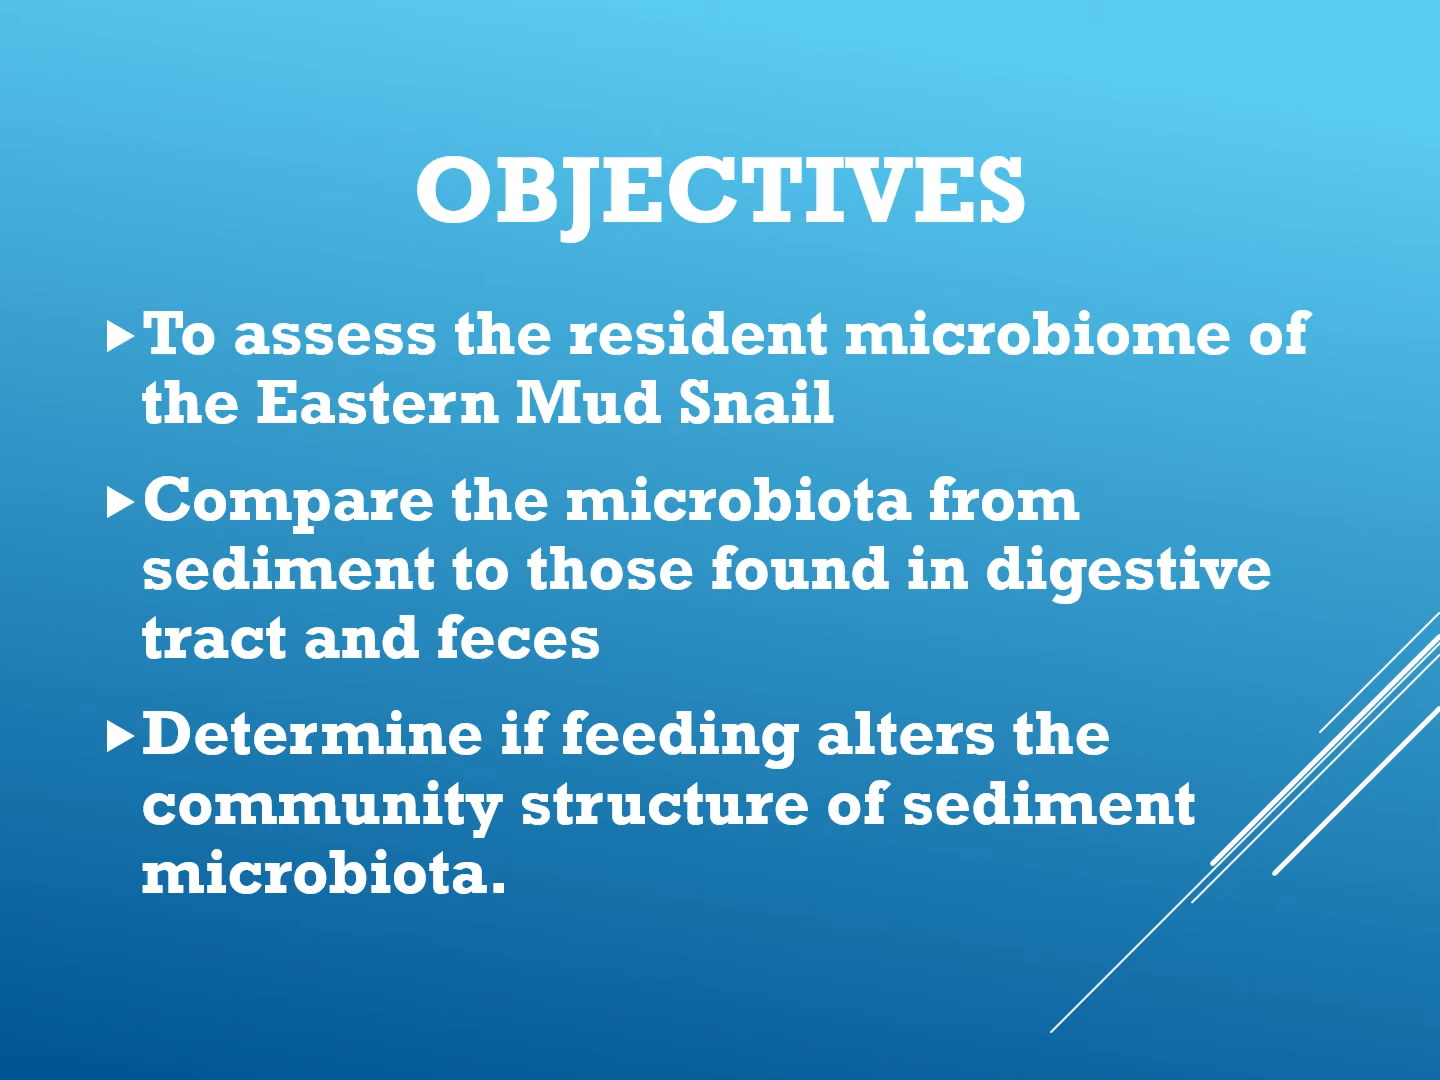 OBJECTIVES
To assess the resident microbiome of
the Eastern Mud Snail
Compare the microbiota from
sediment to those found in digestive
tract and feces
Determine if feeding alters the
community structure of sediment
microbiota.